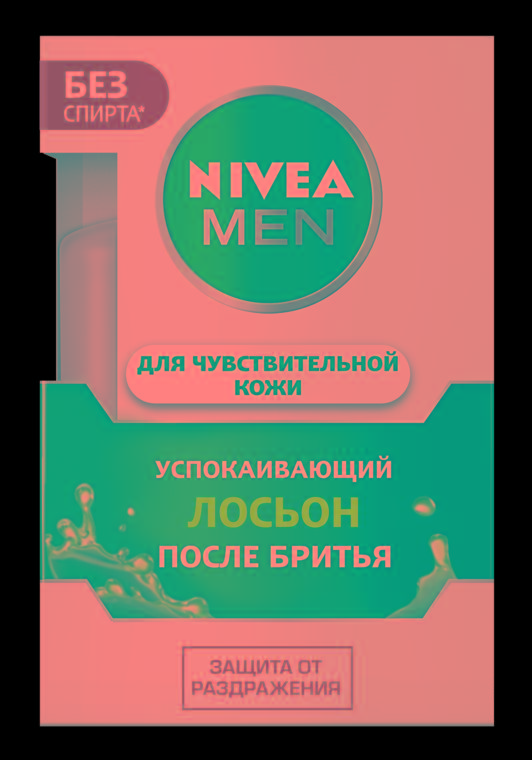 БЕЗ
СПИРТА*
NIVEA
MEN
ДЛЯ ЧУВСТВИТЕЛЬНОЙ
КОЖИ
УСПОКАИВАЮЩИЙ
ЛОСЬОН
ПОСЛЕ БРИТЬЯ
ЗАЩИТА ОТ
РАЗДРАЖЕНИЯ